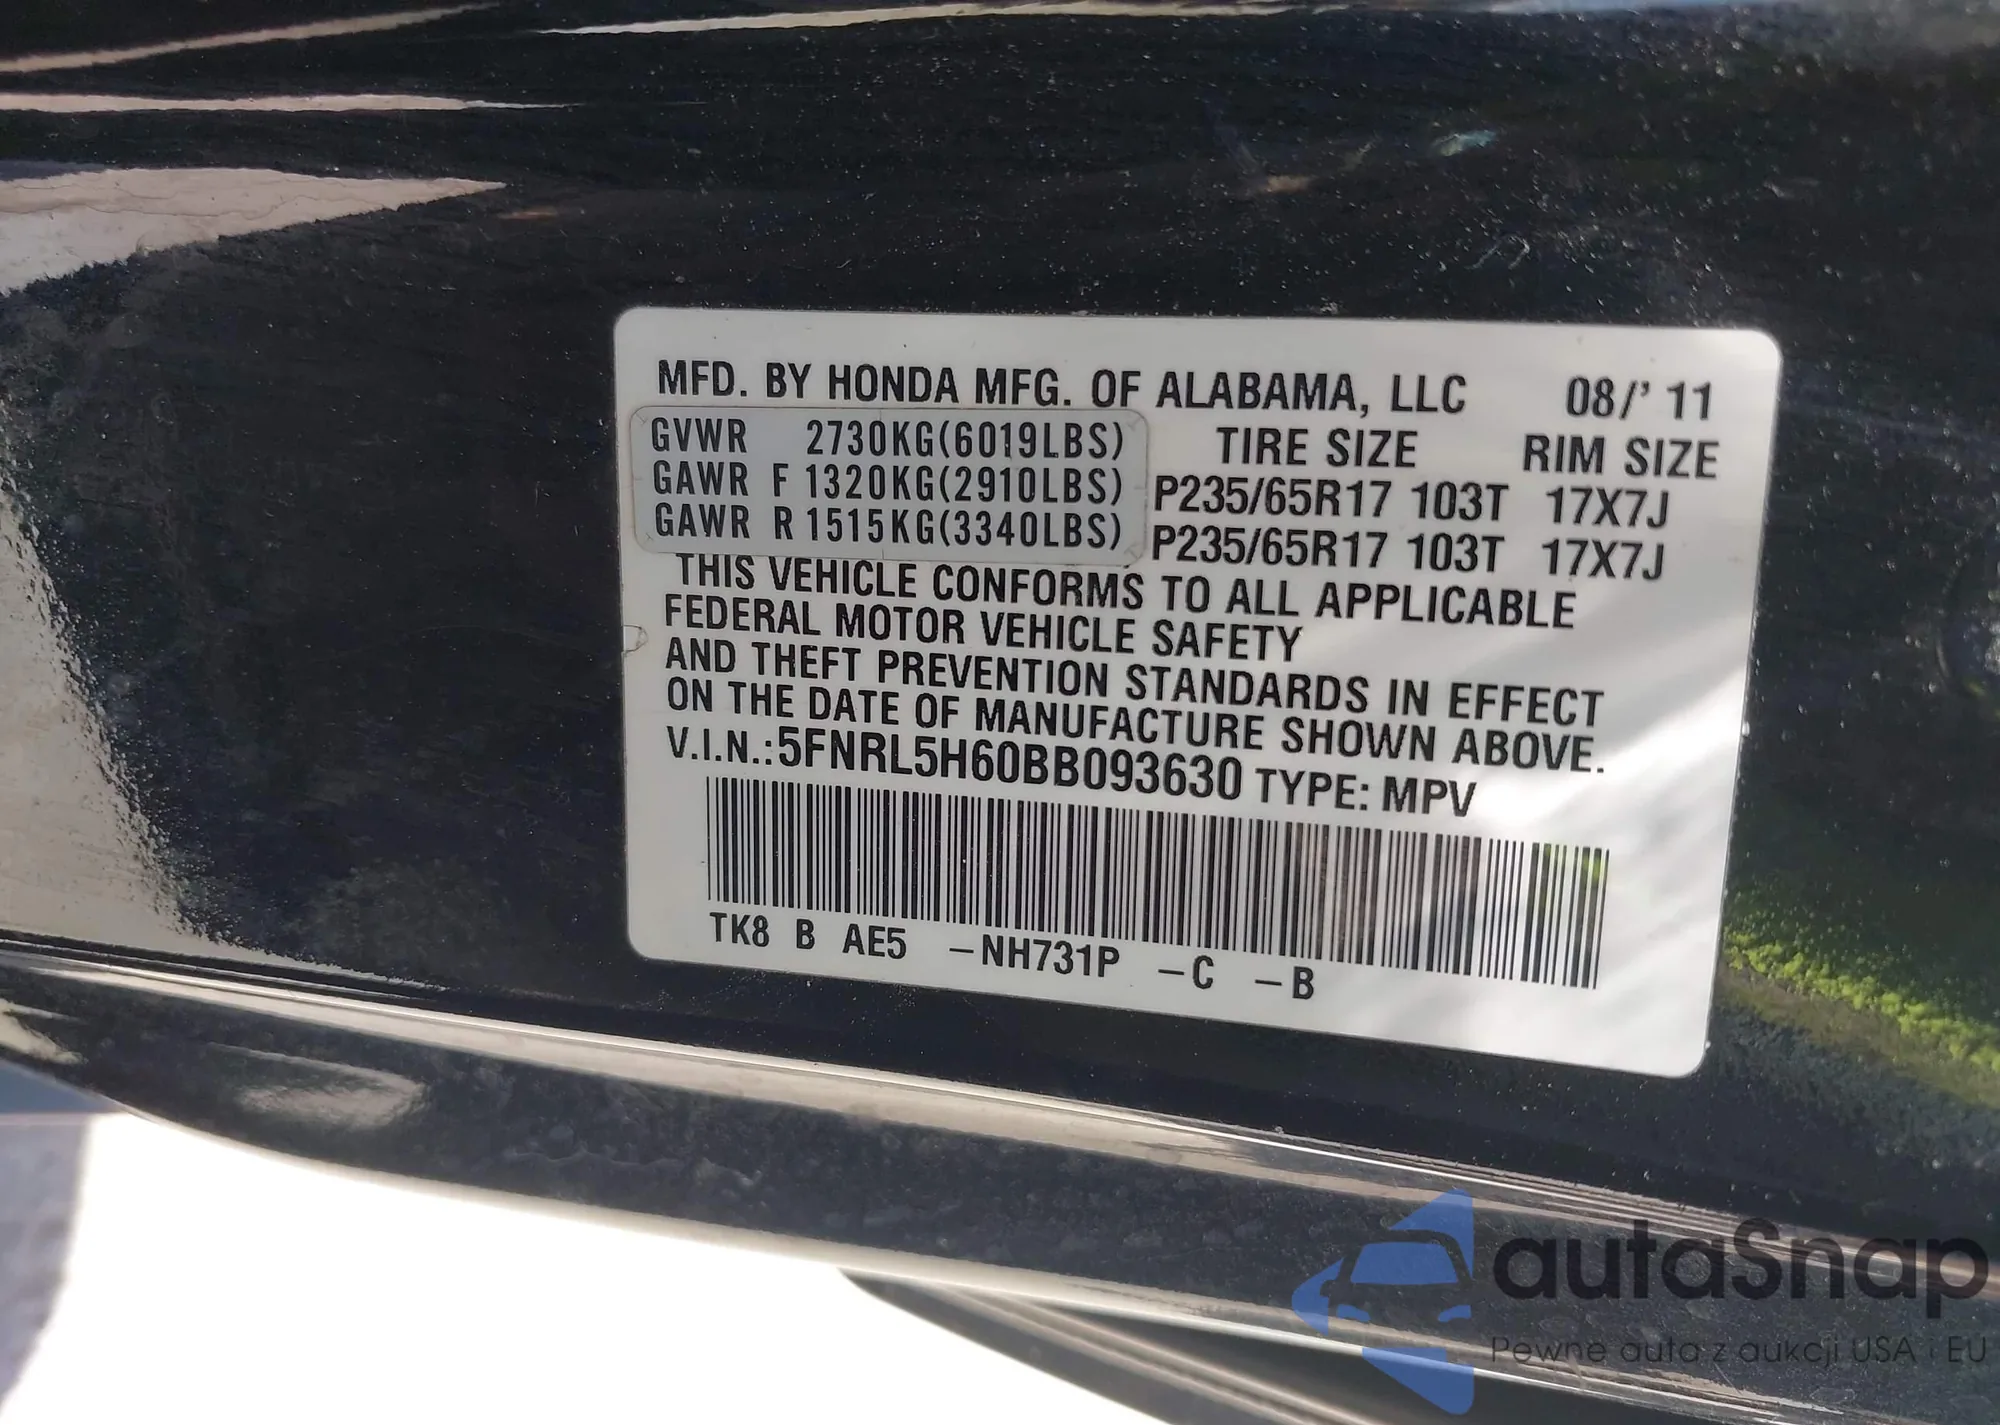 MFD. BY HONDA MFG. OF ALABAMA, LLC 08/' 11
GVWR 2730KG(6019LBS) TIRE SIZE RIM SIZE
GAWR F 1320KG(2910LBS) P235/65R17 103T 17X7J
GAWR R 1515KG(3340LBS) P235/65R17 103T 17X7J
THIS VEHICLE CONFORMS TO ALL APPLICABLE
FEDERAL MOTOR VEHICLE SAFETY
AND THEFT PREVENTION STANDARDS IN EFFECT
ON THE DATE OF MANUFACTURE SHOWN ABOVE.
V.I.N.:5FNRL5H60BB093630 TYPE: MPV
TK8 B AE5 -NH731P -C -B
autaSnap
Pewne auta z aukcji USA i EU